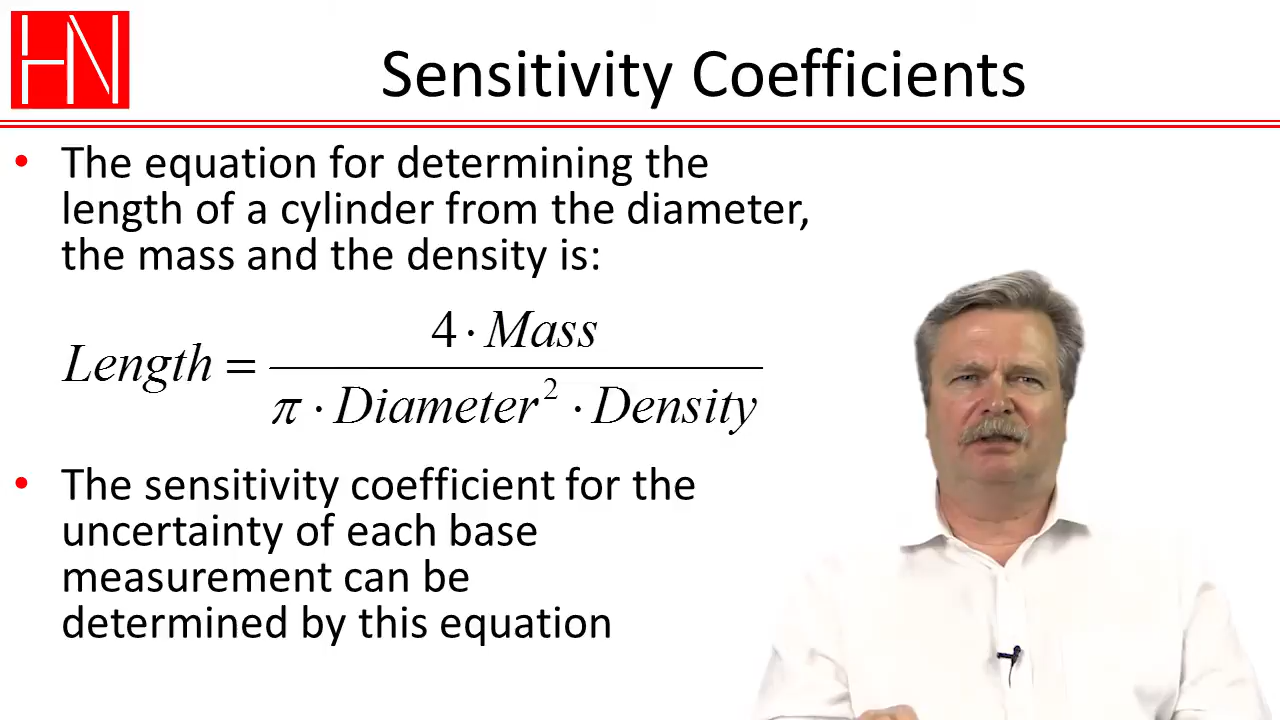 HN
Sensitivity Coefficients
• The equation for determining the
length of a cylinder from the diameter,
the mass and the density is:
Length = 4 · Mass / π · Diameter² · Density
• The sensitivity coefficient for the
uncertainty of each base
measurement can be
determined by this equation